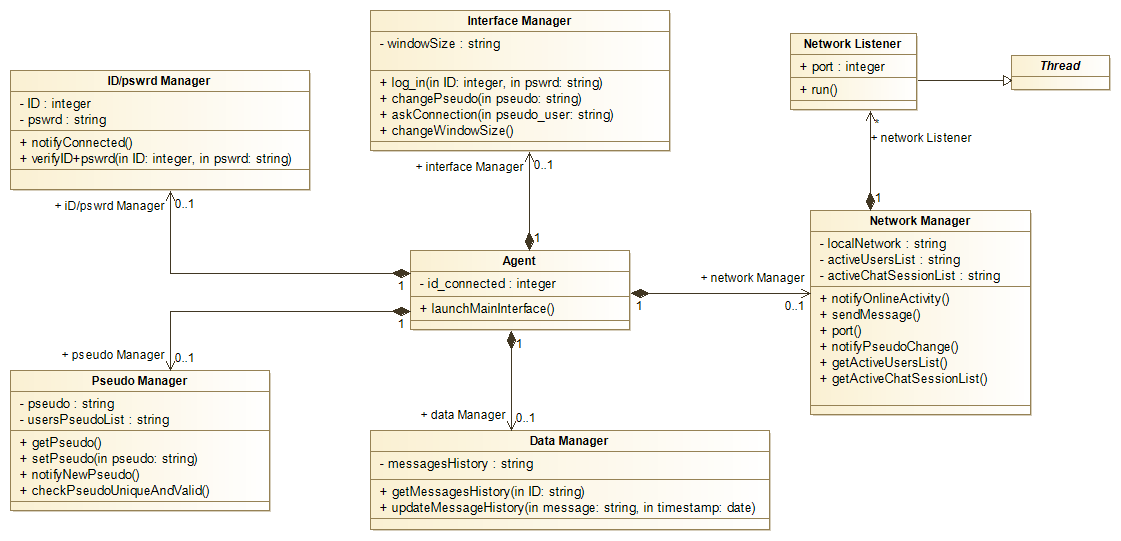 Interface Manager
- windowSize : string
+ log_in(in ID: integer, in pswrd: string)
+ changePseudo(in pseudo: string)
+ askConnection(in pseudo_user: string)
+ changeWindowSize()
Network Listener
+ port : integer
+ run()
Thread
ID/pswrd Manager
- ID : integer
- pswrd : string
+ notifyConnected()
+ verifyID+pswrd(in ID: integer, in pswrd: string)
*
+ network Listener
1
+ interface Manager
0..1
1
+ iD/pswrd Manager
0..1
1
Network Manager
- localNetwork : string
- activeUsersList : string
- activeChatSessionList : string
+ notifyOnlineActivity()
+ sendMessage()
+ port()
+ notifyPseudoChange()
+ getActiveUsersList()
+ getActiveChatSessionList()
Agent
- id_connected : integer
+ launchMainInterface()
+ network Manager
1
0..1
1
+ pseudo Manager
0..1
1
+ data Manager
0..1
Pseudo Manager
- pseudo : string
- usersPseudoList : string
+ getPseudo()
+ setPseudo(in pseudo: string)
+ notifyNewPseudo()
+ checkPseudoUniqueAndValid()
Data Manager
- messagesHistory : string
+ getMessagesHistory(in ID: string)
+ updateMessageHistory(in message: string, in timestamp: date)